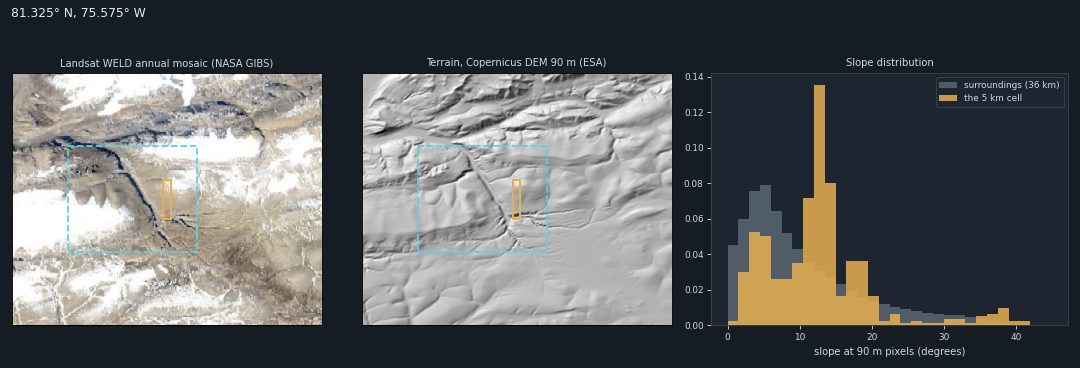 81.325° N, 75.575° W
Landsat WELD annual mosaic (NASA GIBS)
Terrain, Copernicus DEM 90 m (ESA)
Slope distribution
surroundings (36 km)
the 5 km cell
0.14
0.12
0.10
0.08
0.06
0.04
0.02
0.00
0 10 20 30 40
slope at 90 m pixels (degrees)